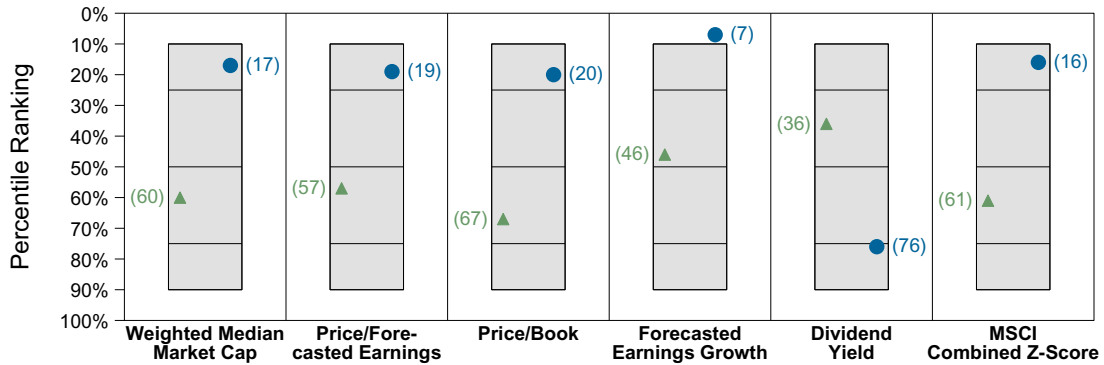 Percentile Ranking
0%
10%
20%
30%
40%
50%
60%
70%
80%
90%
100%
(17)
(60)
(19)
(57)
(20)
(67)
(7)
(46)
(36)
(76)
(16)
(61)
Weighted Median
Market Cap
Price/Fore-
casted Earnings
Price/Book
Forecasted
Earnings Growth
Dividend
Yield
MSCI
Combined Z-Score